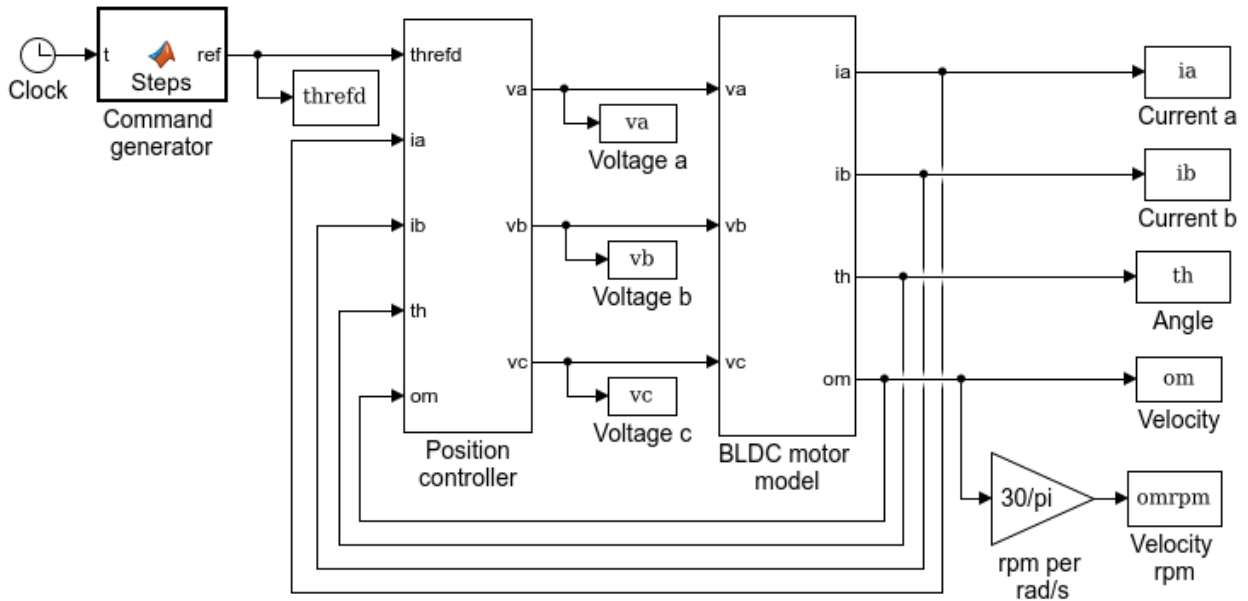 t
ref
Steps
Clock
Command
generator
threfd
threfd
ia
ib
th
om
va
vb
vc
Position
controller
va
Voltage a
vb
Voltage b
vc
Voltage c
va
vb
vc
ia
ib
th
om
BLDC motor
model
ia
Current a
ib
Current b
th
Angle
om
Velocity
30/pi
rpm per
rad/s
omrpm
Velocity
rpm